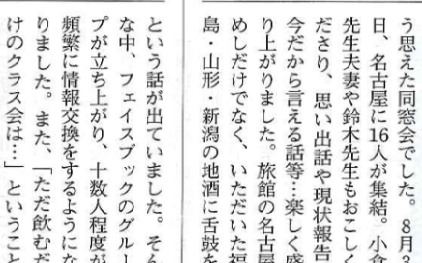 う思えた同窓会でした。8月3
日、名古屋に16人が集結。小倉
先生夫妻や鈴木先生もおこしく
ださり、思い出話や現状報告
今だから言える話等…楽しく盛
り上がりました。旅館の名古屋
めしだけでなく、いただいた福
島・山形・新潟の地酒に舌鼓を
という話が出ていました。そん
な中、フェイスブックのグルー
プが立ち上がり、十数人程度が
頻繁に情報交換をするようにな
りました。また、「ただ飲むだ
けのクラス会は…」というこ